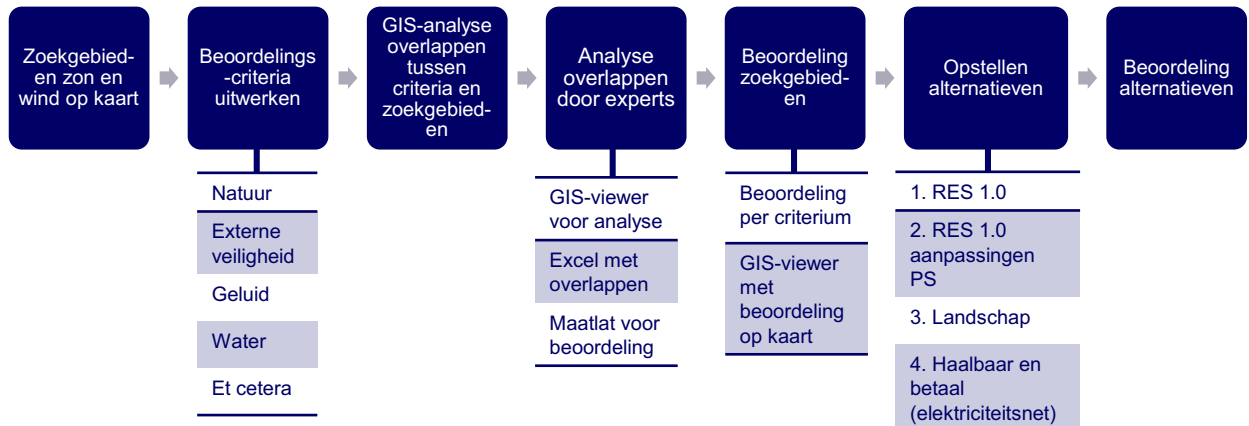 Zoekgebied-
en zon en
wind op kaart
Beoordelings
-criteria
uitwerken
GIS-analyse
overlappen
tussen
criteria en
zoekgebied-
en
Analyse
overlappen
door experts
Beoordeling
zoekgebied-
en
Opstellen
alternatieven
Beoordeling
alternatieven
Natuur
Externe
veiligheid
Geluid
Water
Et cetera
GIS-viewer
voor analyse
Excel met
overlappen
Maatlat voor
beoordeling
Beoordeling
per criterium
GIS-viewer
met
beoordeling
op kaart
1. RES 1.0
2. RES 1.0
aanpassingen
PS
3. Landschap
4. Haalbaar en
betaal
(elektriciteitsnet)